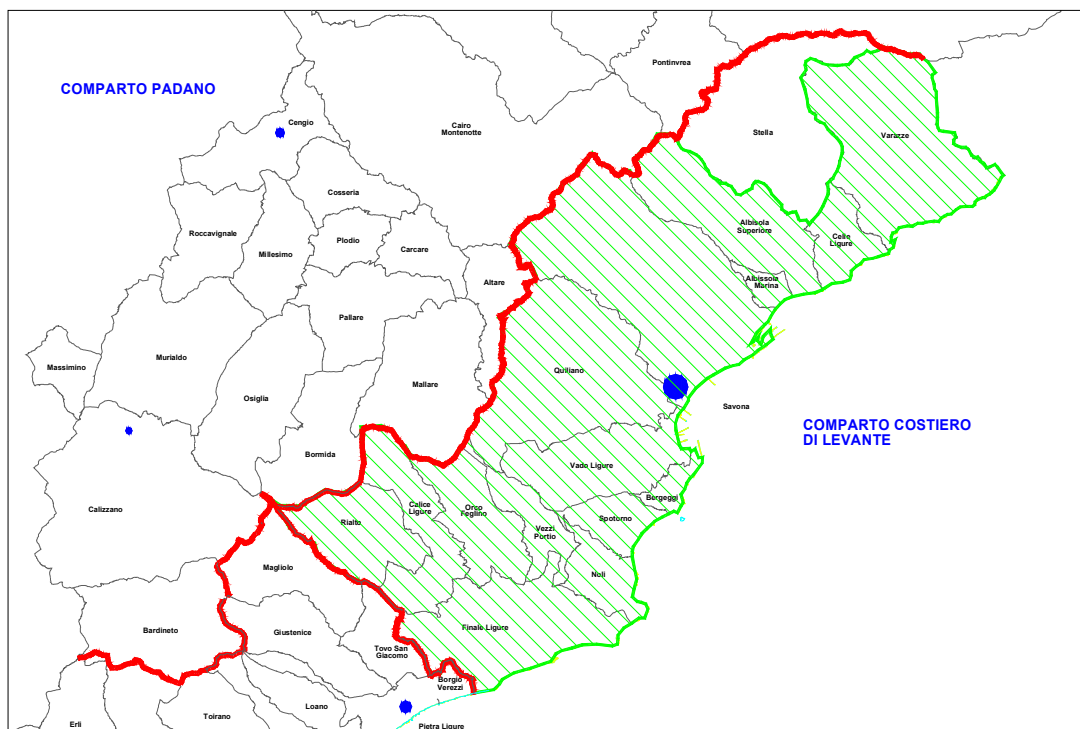 Pontinvrea
COMPARTO PADANO
Cengio
Cairo
Montenotte
Stella
Varazze
Cosseria
Roccavignale
Plodio
Carcare
Millesimo
Albisola
Superiore
Celio
Ligure
Altare
Albissola
Marina
Pallare
Murialdo
Massimino
Quiliano
Mallare
Osiglia
Savona
COMPARTO COSTIERO
DI LEVANTE
Bormida
Vado Ligure
Bergeggi
Calizzano
Calice
Ligure
Orco
Feglino
Rialto
Spotorno
Vezzi
Portio
Magliolo
Noli
Bardineto
Giustenice
Finale Ligure
Tovo San
Giacomo
Borgio
Verezzi
Loano
Toirano
Erli
Pietra Ligure